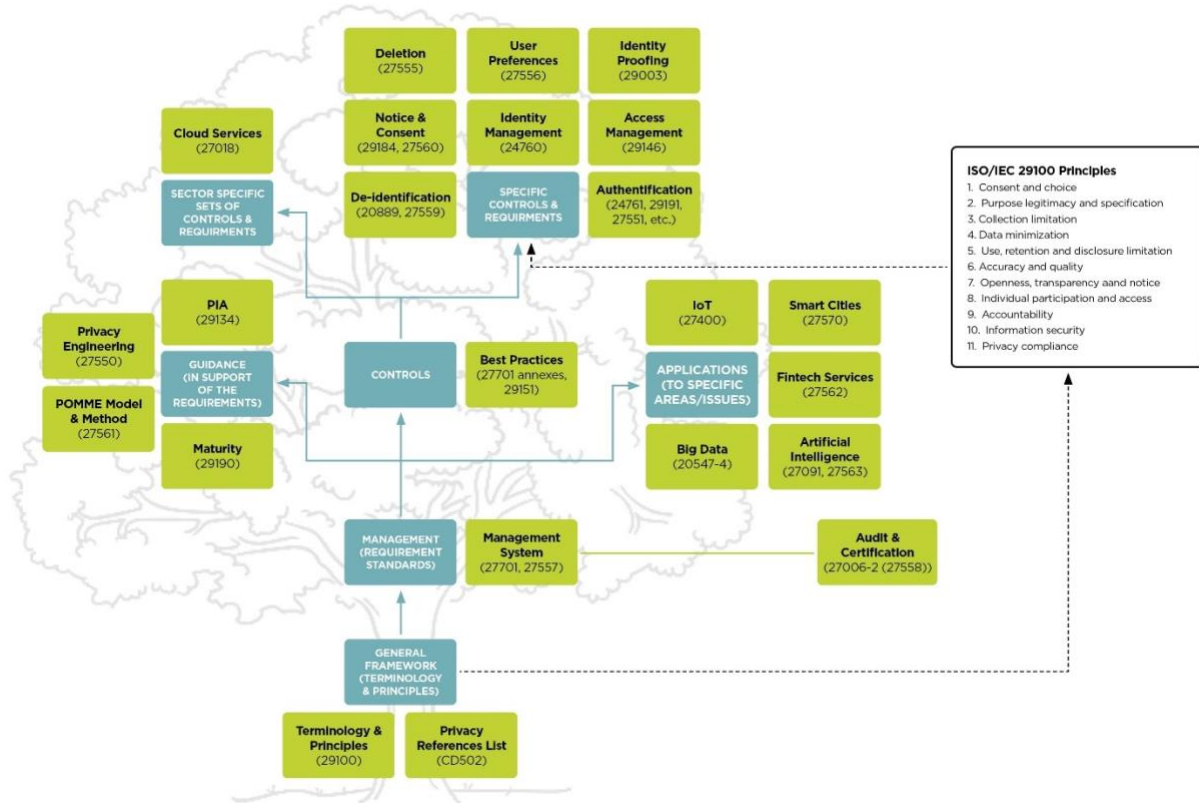 Deletion
(27555)
User
Preferences
(27556)
Identity
Proofing
(29003)
Cloud Services
(27018)
Notice &
Consent
(29184, 27560)
Identity
Management
(24760)
Access
Management
(29146)
SECTOR SPECIFIC
SETS OF
CONTROLS &
REQUIRMENTS
De-identification
(20889, 27559)
SPECIFIC
CONTROLS &
REQUIRMENTS
Authentification
(24761, 29191,
27551, etc.)
ISO/IEC 29100 Principles
1. Consent and choice
2. Purpose legitimacy and specification
3. Collection limitation
4. Data minimization
5. Use, retention and disclosure limitation
6. Accuracy and quality
7. Openness, transparency aand notice
8. Individual participation and access
9. Accountability
10. Information security
11. Privacy compliance
PIA
(29134)
Privacy
Engineering
(27550)
GUIDANCE
(IN SUPPORT
OF THE
REQUIREMENTS)
POMME Model
& Method
(27561)
Maturity
(29190)
CONTROLS
Best Practices
(27701 annexes,
29151)
IoT
(27400)
Smart CIties
(27570)
APPLICATIONS
(TO SPECIFIC
AREAS/ISSUES)
Fintech Services
(27562)
Big Data
(20547-4)
Artificial
Intelligence
(27091, 27563)
MANAGEMENT
(REQUIREMENT
STANDARDS)
Management
System
(27701, 27557)
Audit &
Certification
(27006-2 (27558))
GENERAL
FRAMEWORK
(TERMINOLOGY
& PRINCIPLES)
Terminology &
Principles
(29100)
Privacy
References List
(CD502)